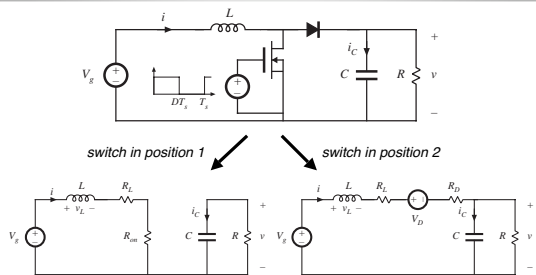 L
i
+
i_C
V_g
+
−
+
−
C
R
v
DT_s
T_s
−
switch in position 1
switch in position 2
i
L
R_L
+ v_L −
i_C
+
V_g
+
−
R_on
C
R
v
−
i
L
R_L
R_D
+ v_L −
+ −
V_D
i_C
+
V_g
+
−
C
R
v
−